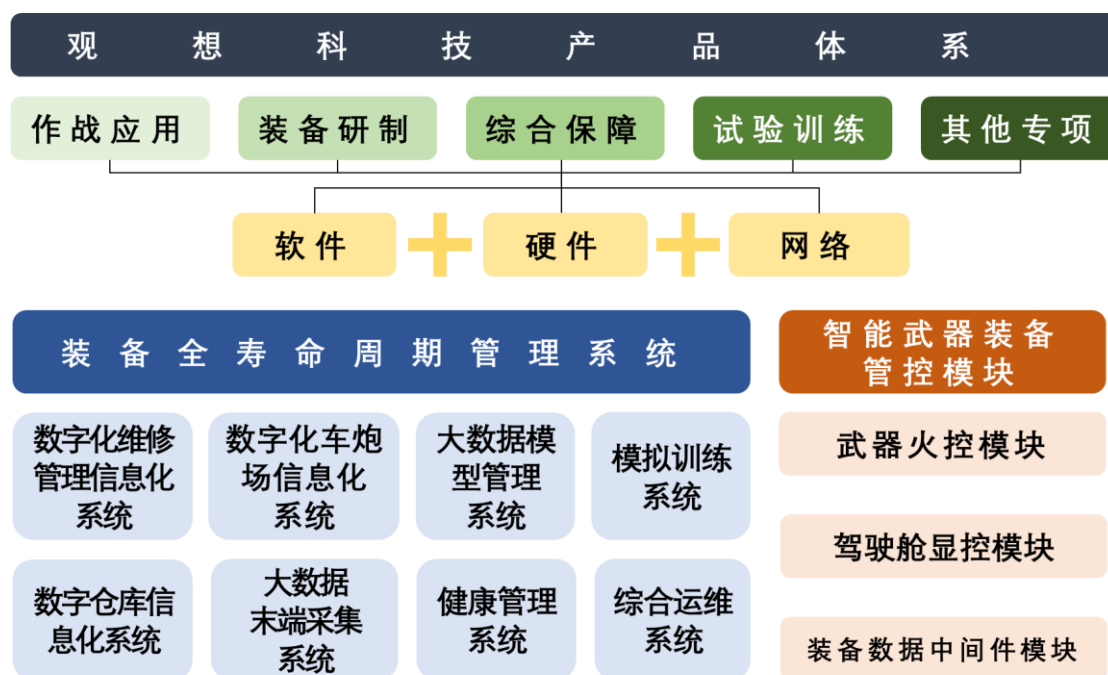 观想科技产品体系
作战应用
装备研制
综合保障
试验训练
其他专项
软件
硬件
网络
装备全寿命周期管理系统
智能武器装备
管控模块
数字化维修
管理信息化
系统
数字化车炮
场信息化
系统
大数据模
型管理
系统
模拟训练
系统
武器火控模块
驾驶舱显控模块
数字仓库信
息化系统
大数据
末端采集
系统
健康管理
系统
综合运维
系统
装备数据中间件模块